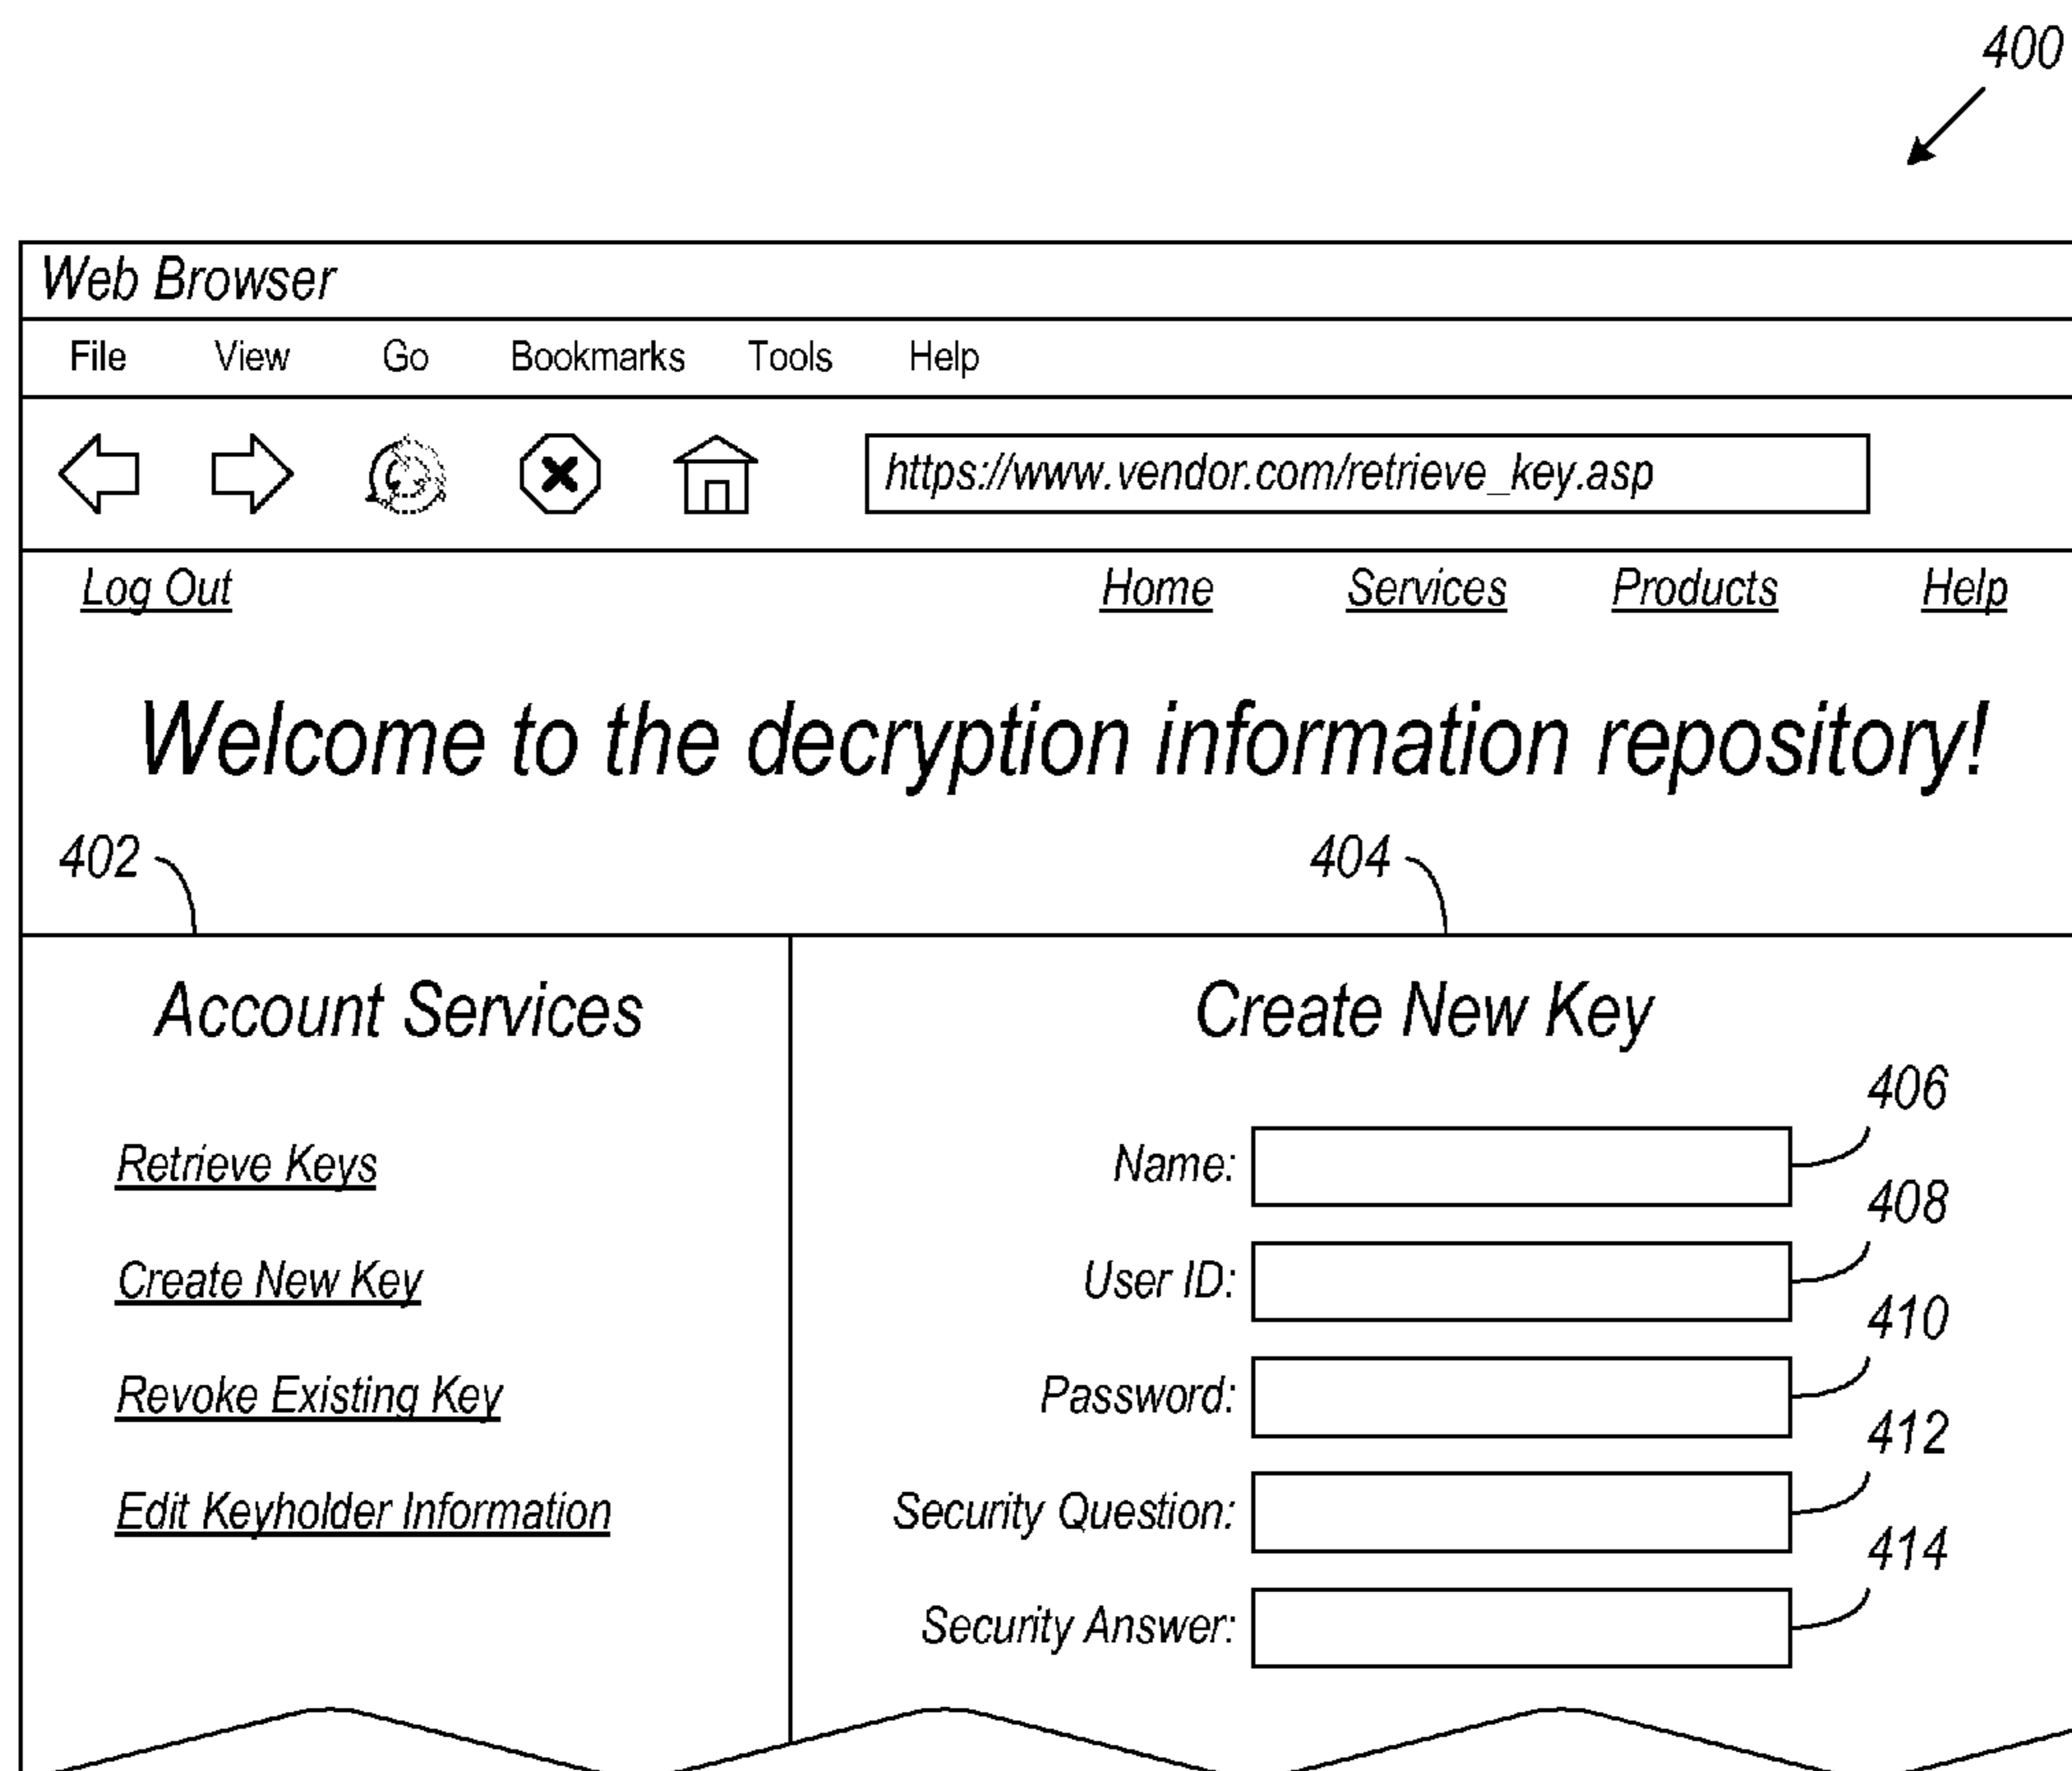 400
Web Browser
File View Go Bookmarks Tools Help
https://www.vendor.com/retrieve_key.asp
Log Out Home Services Products Help
Welcome to the decryption information repository!
402 404
Account Services
Retrieve Keys
Create New Key
Revoke Existing Key
Edit Keyholder Information
Create New Key
406
Name:
408
User ID:
410
Password:
412
Security Question:
414
Security Answer: